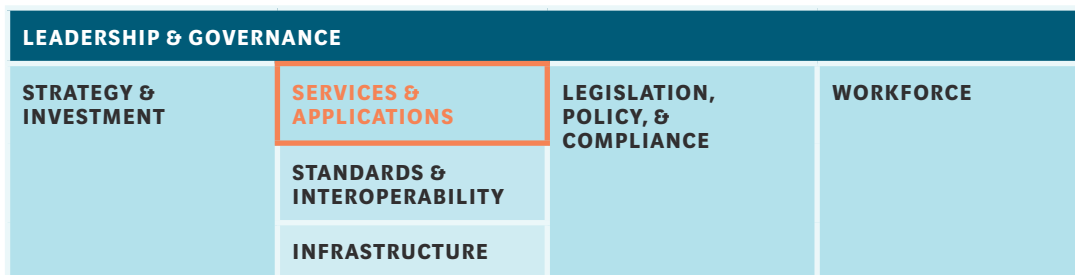 LEADERSHIP & GOVERNANCE
STRATEGY &
INVESTMENT
SERVICES &
APPLICATIONS
STANDARDS &
INTEROPERABILITY
INFRASTRUCTURE
LEGISLATION,
POLICY, &
COMPLIANCE
WORKFORCE